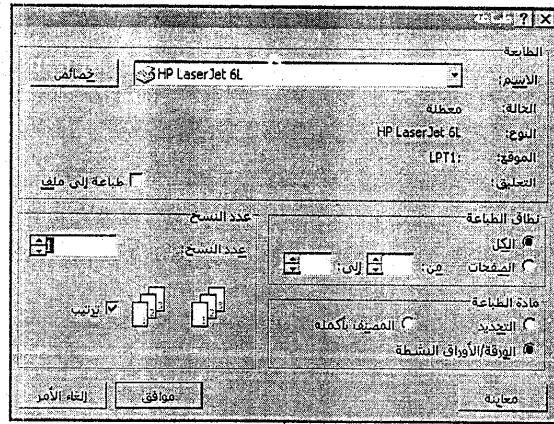 طباعة
الطابعة
الاسم: HP LaserJet 6L خصائص
الحالة: معطلة
النوع: HP LaserJet 6L
الموقع: LPT1:
التعليق: طباعة إلى ملف
نطاق الطباعة
الكل
الصفحات من: إلى:
عدد النسخ
عدد النسخ: 1
ترتيب
مادة الطباعة
التحديد المصنف بأكمله
الورقة/الأوراق النشطة
معاينة موافق إلغاء الأمر